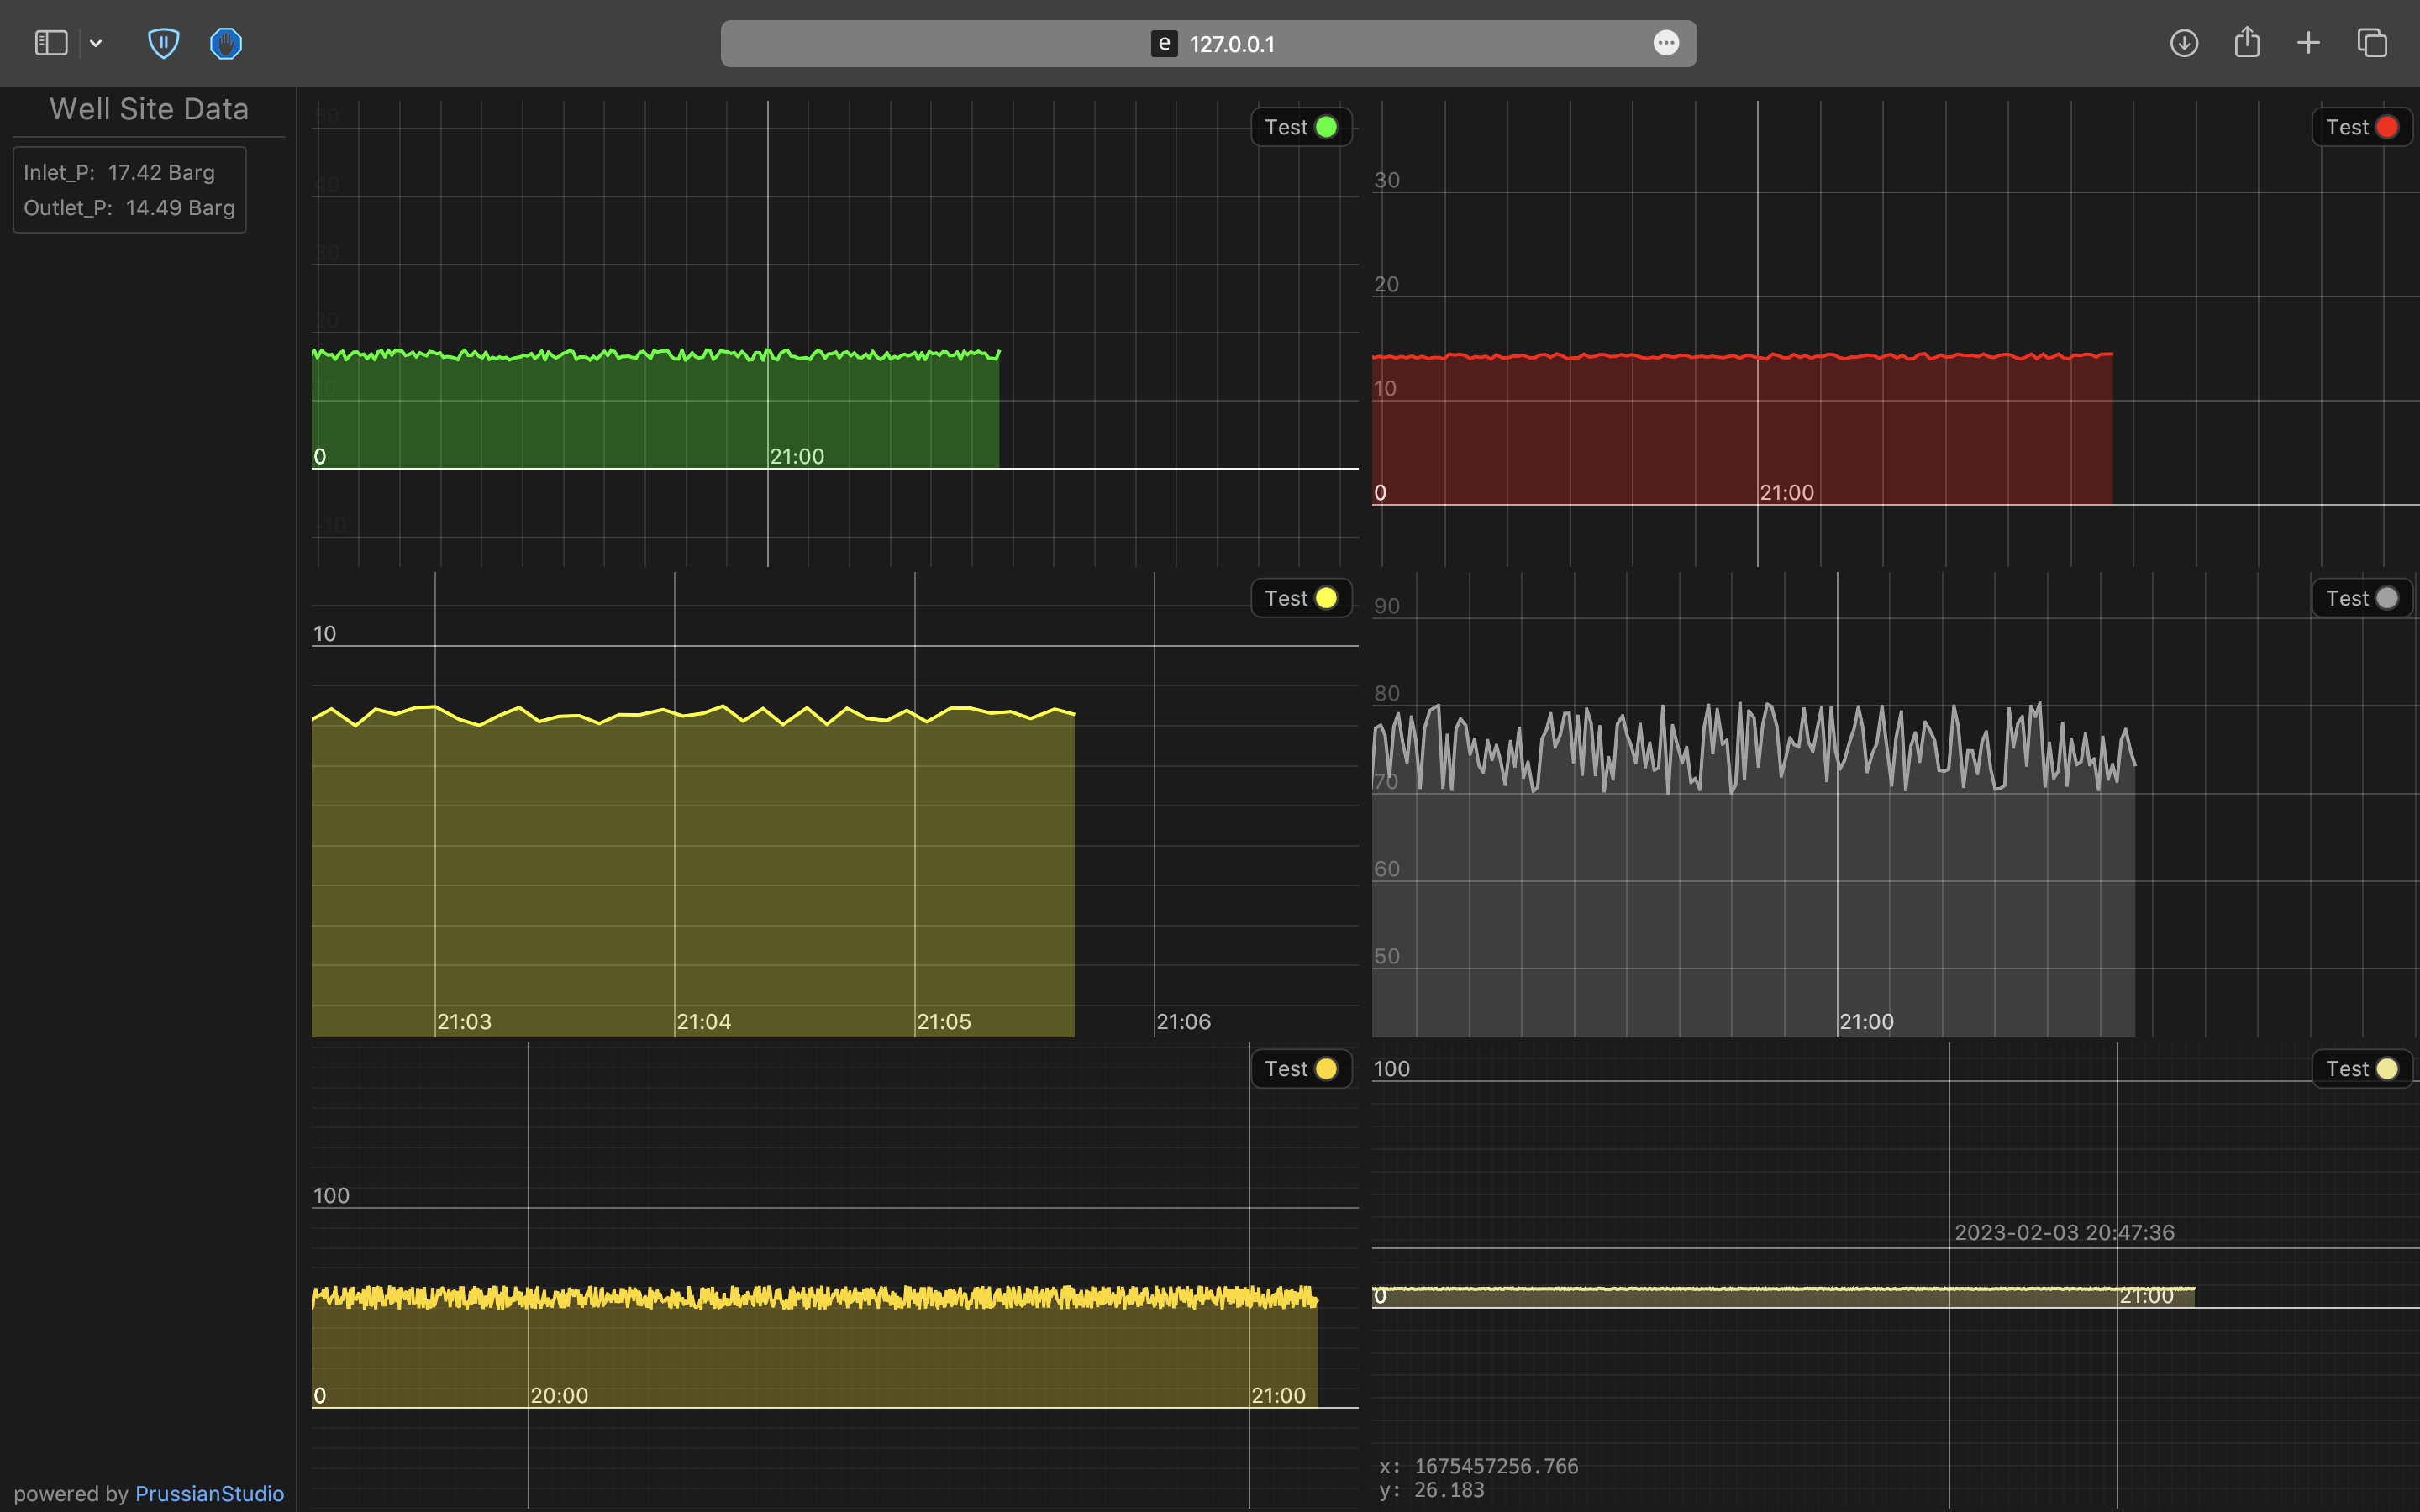 e 127.0.0.1
Well Site Data
Inlet_P: 17.42 Barg
Outlet_P: 14.49 Barg
50
40
30
20
10
0
21:00
-10
Test
30
20
10
0
21:00
Test
10
21:03 21:04 21:05 21:06
Test
90
80
70
60
50
21:00
Test
100
0
20:00 21:00
Test
100
2023-02-03 20:47:36
0
21:00
x: 1675457256.766
y: 26.183
Test
powered by PrussianStudio